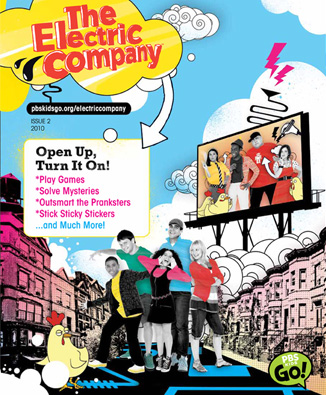 The
Electric
Company
pbskidsgo.org/electriccompany
ISSUE 2
2010
Open Up,
Turn It On!
*Play Games
*Solve Mysteries
*Outsmart the Pranksters
*Stick Sticky Stickers
...and Much More!
PBS
KIDS
GO!